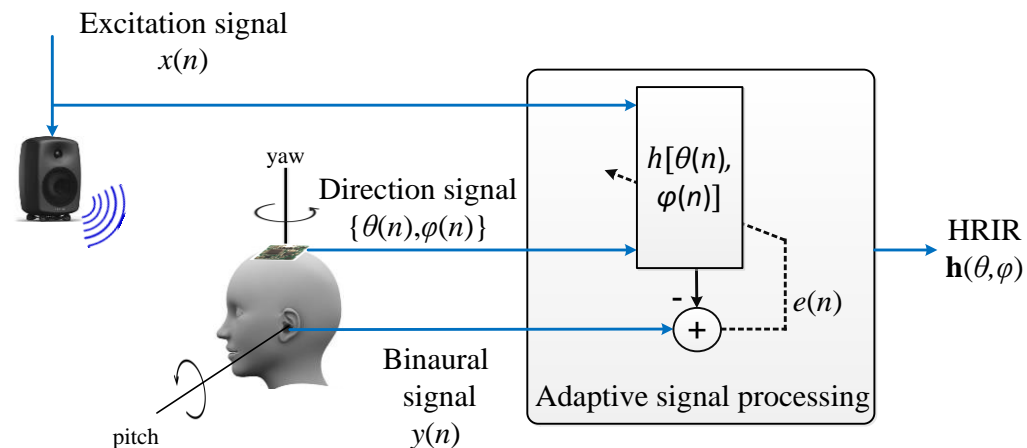 Excitation signal
x(n)
yaw
Direction signal
{θ(n),φ(n)}
h[θ(n),
φ(n)]
HRIR
h(θ,φ)
-
+
e(n)
Binaural
signal
y(n)
Adaptive signal processing
pitch